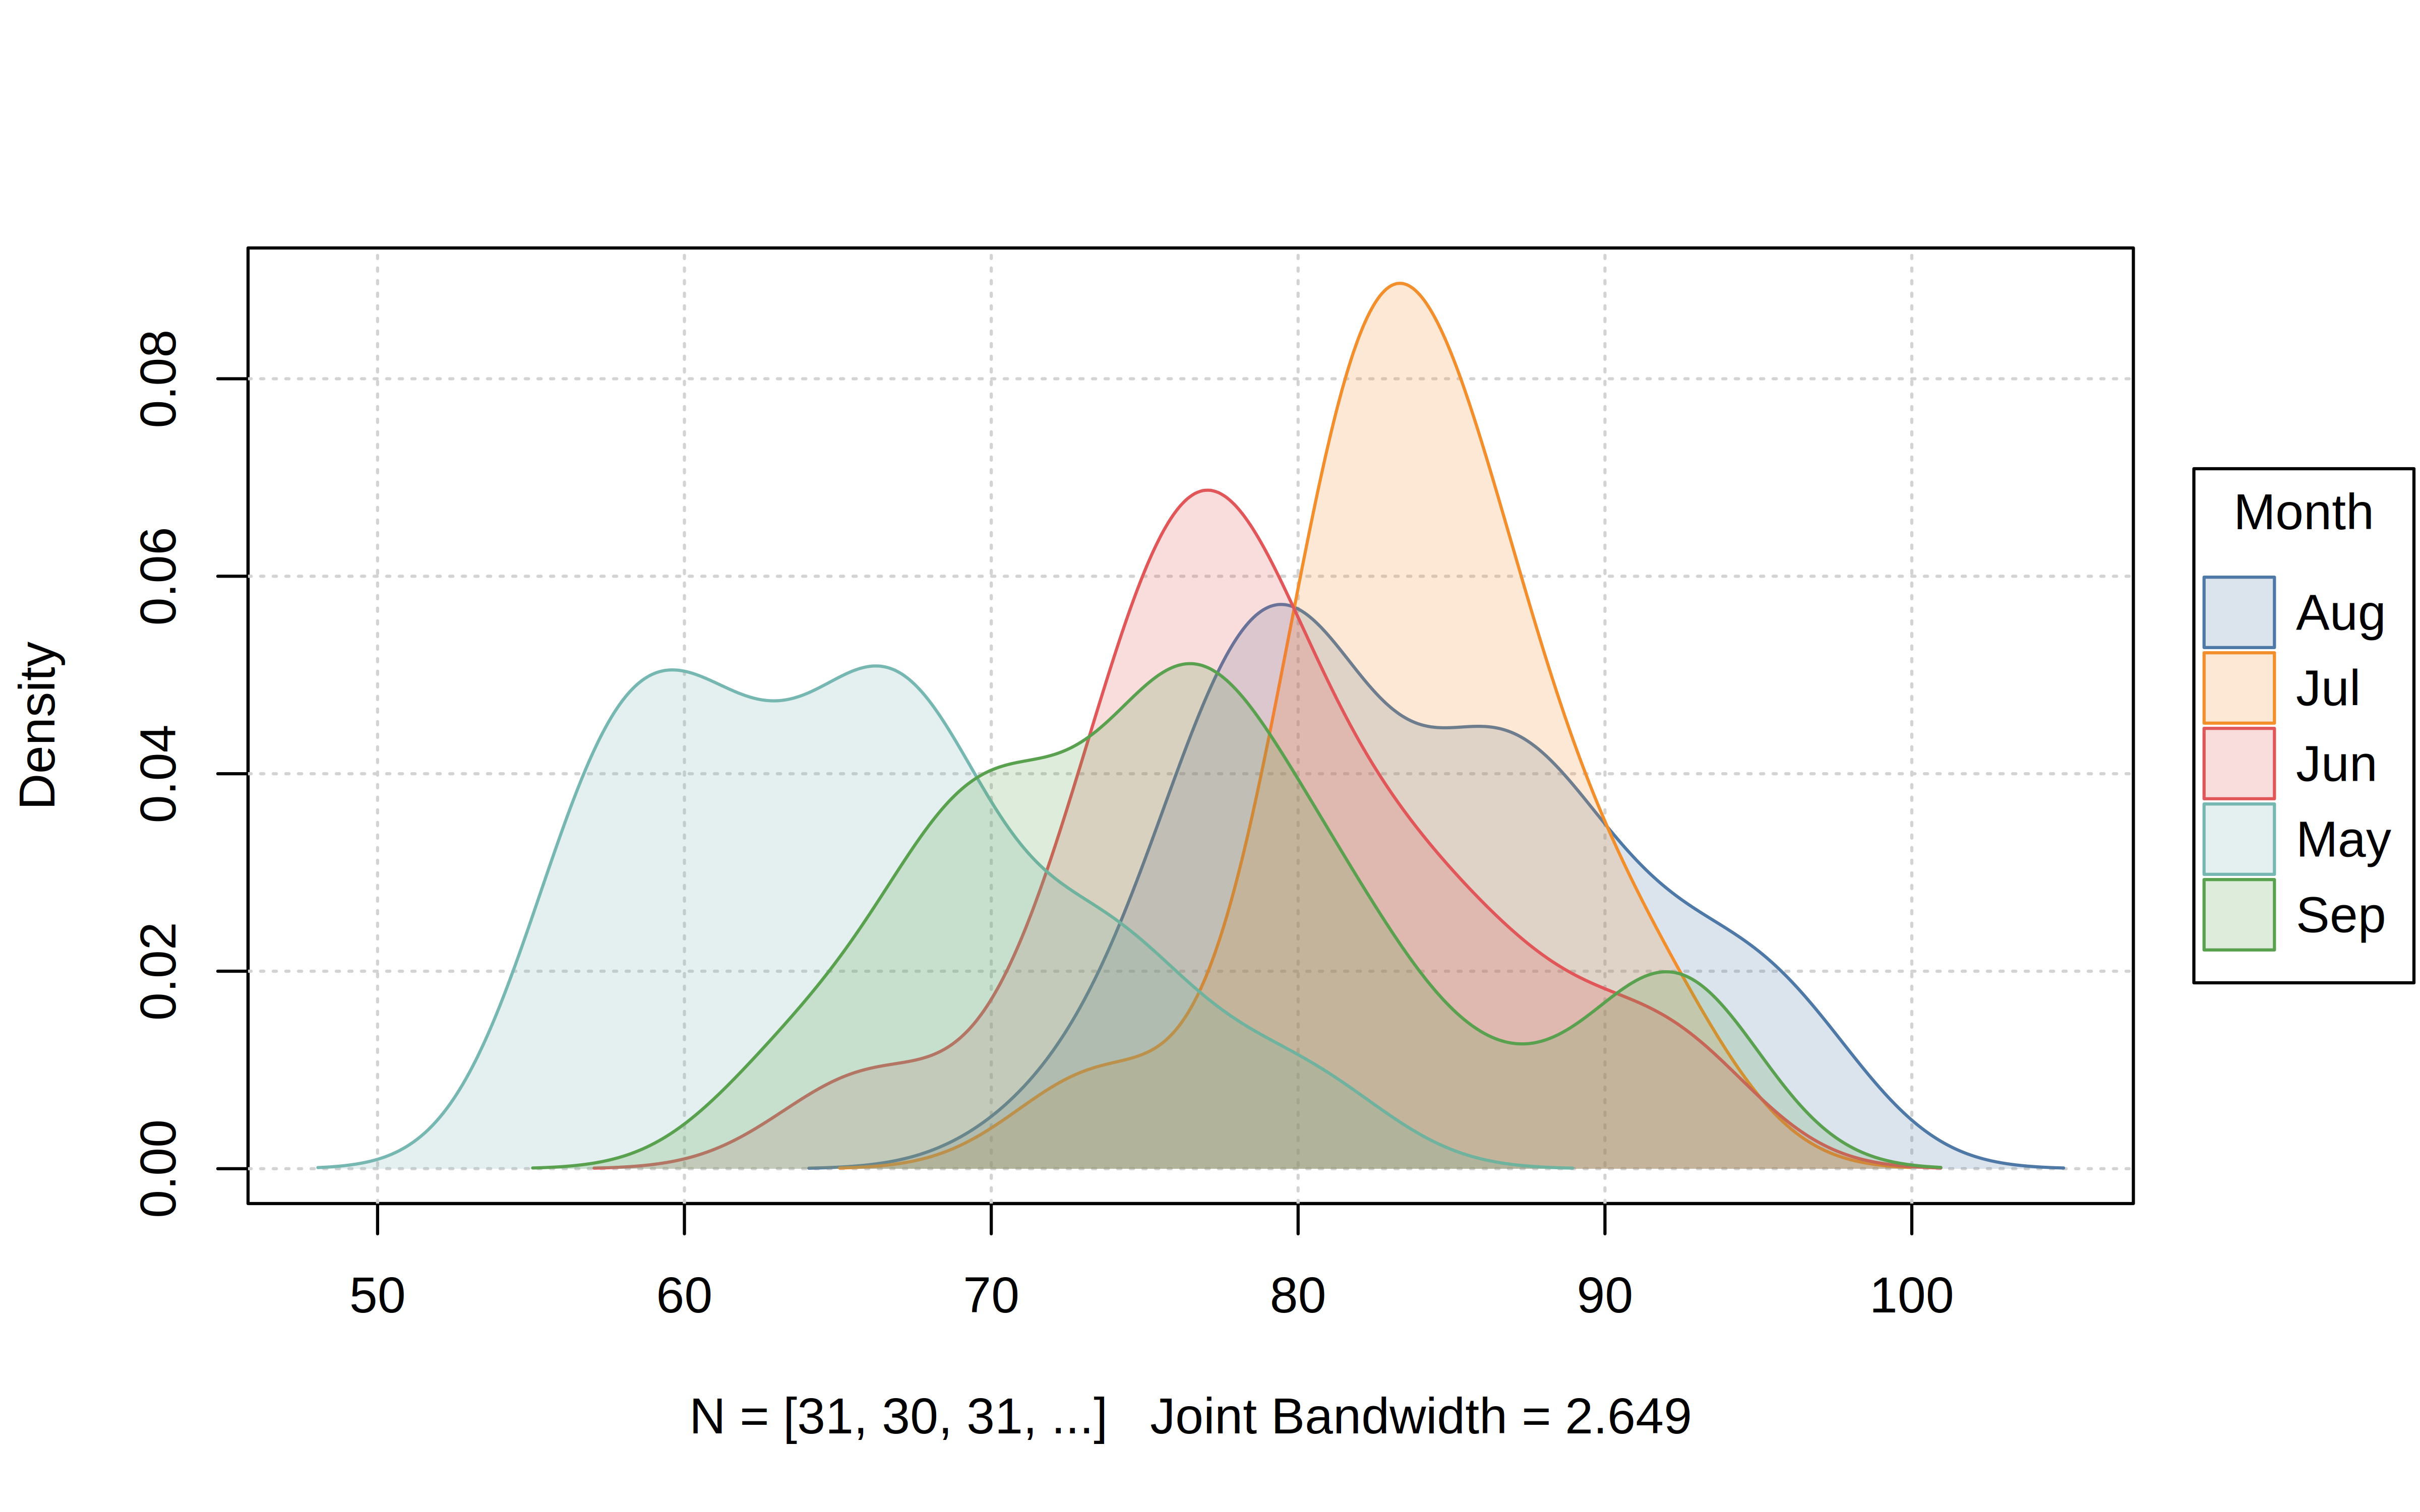 Density
0.08
0.06
0.04
0.02
0.00
50 60 70 80 90 100
N = [31, 30, 31, ...]   Joint Bandwidth = 2.649
Month
Aug
Jul
Jun
May
Sep